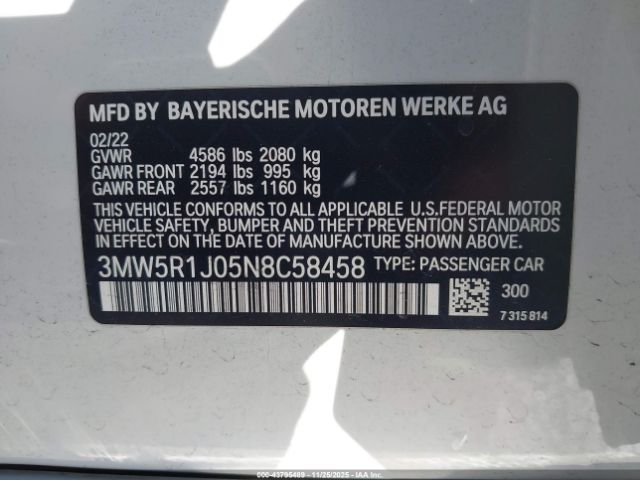 MFD BY BAYERISCHE MOTOREN WERKE AG
02/22
GVWR 4586 lbs 2080 kg
GAWR FRONT 2194 lbs 995 kg
GAWR REAR 2557 lbs 1160 kg
THIS VEHICLE CONFORMS TO ALL APPLICABLE U.S.FEDERAL MOTOR
VEHICLE SAFETY, BUMPER AND THEFT PREVENTION STANDARDS
IN EFFECT ON THE DATE OF MANUFACTURE SHOWN ABOVE.
3MW5R1J05N8C58458 TYPE: PASSENGER CAR
300
7 315 814
000-43795489 - 11/25/2025 - IAAI.COM